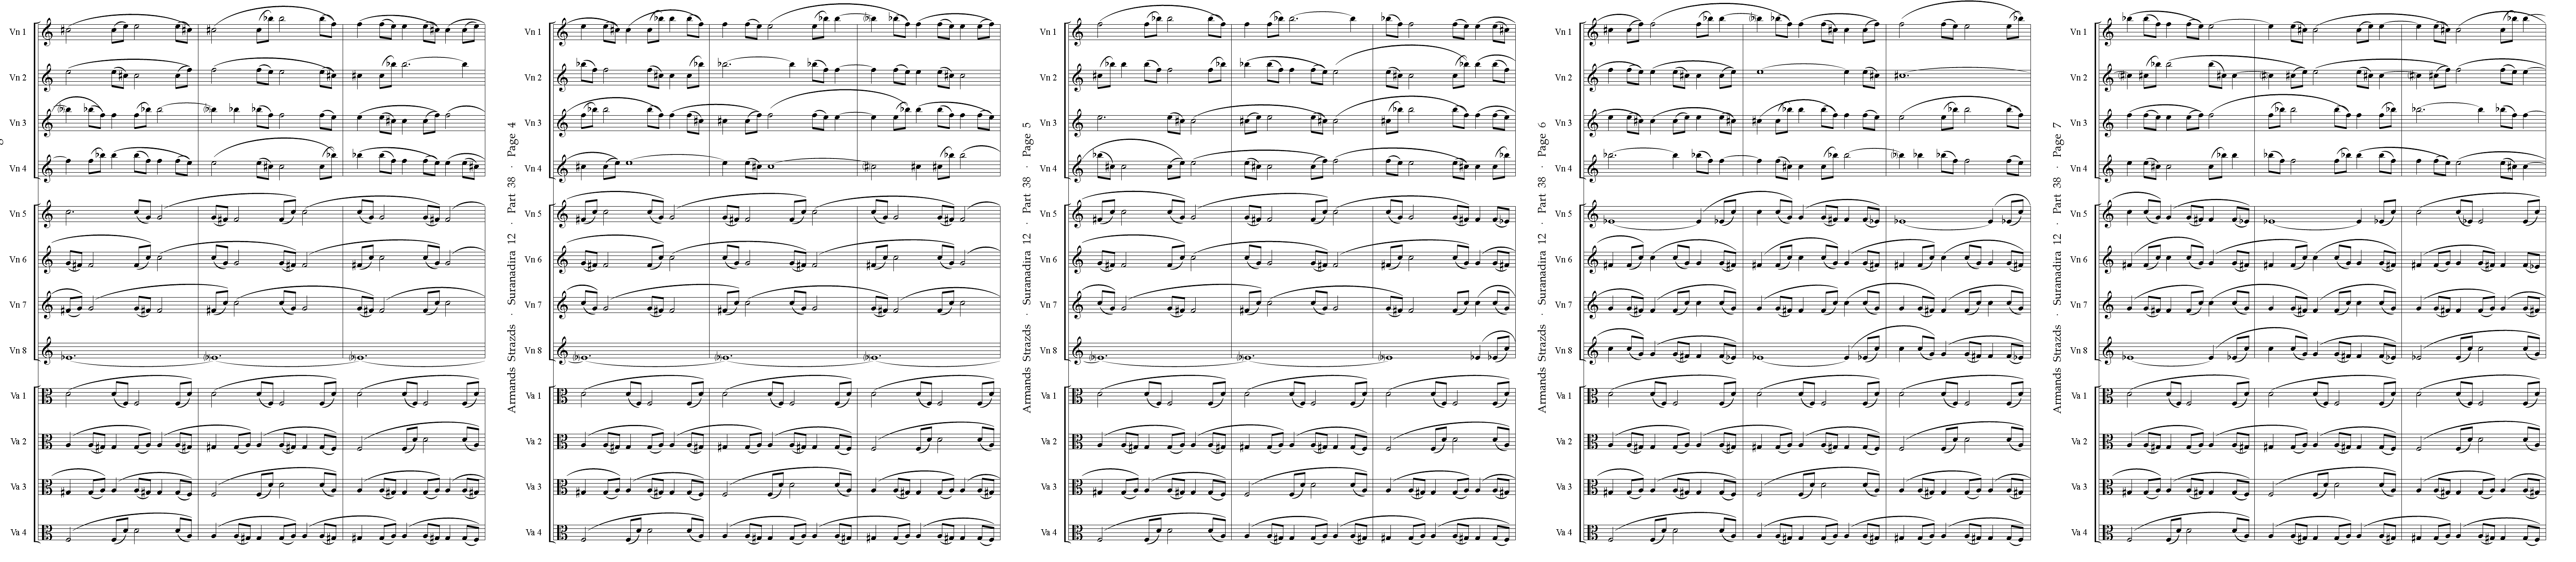 Vn 1
Vn 2
Vn 3
Vn 4
Vn 5
Vn 6
Vn 7
Vn 8
Va 1
Va 2
Va 3
Va 4
Armands Strazds · Suranadira 12 · Part 38 · Page 4
Vn 1
Vn 2
Vn 3
Vn 4
Vn 5
Vn 6
Vn 7
Vn 8
Va 1
Va 2
Va 3
Va 4
Armands Strazds · Suranadira 12 · Part 38 · Page 5
Vn 1
Vn 2
Vn 3
Vn 4
Vn 5
Vn 6
Vn 7
Vn 8
Va 1
Va 2
Va 3
Va 4
Armands Strazds · Suranadira 12 · Part 38 · Page 6
Vn 1
Vn 2
Vn 3
Vn 4
Vn 5
Vn 6
Vn 7
Vn 8
Va 1
Va 2
Va 3
Va 4
Armands Strazds · Suranadira 12 · Part 38 · Page 7
Vn 1
Vn 2
Vn 3
Vn 4
Vn 5
Vn 6
Vn 7
Vn 8
Va 1
Va 2
Va 3
Va 4